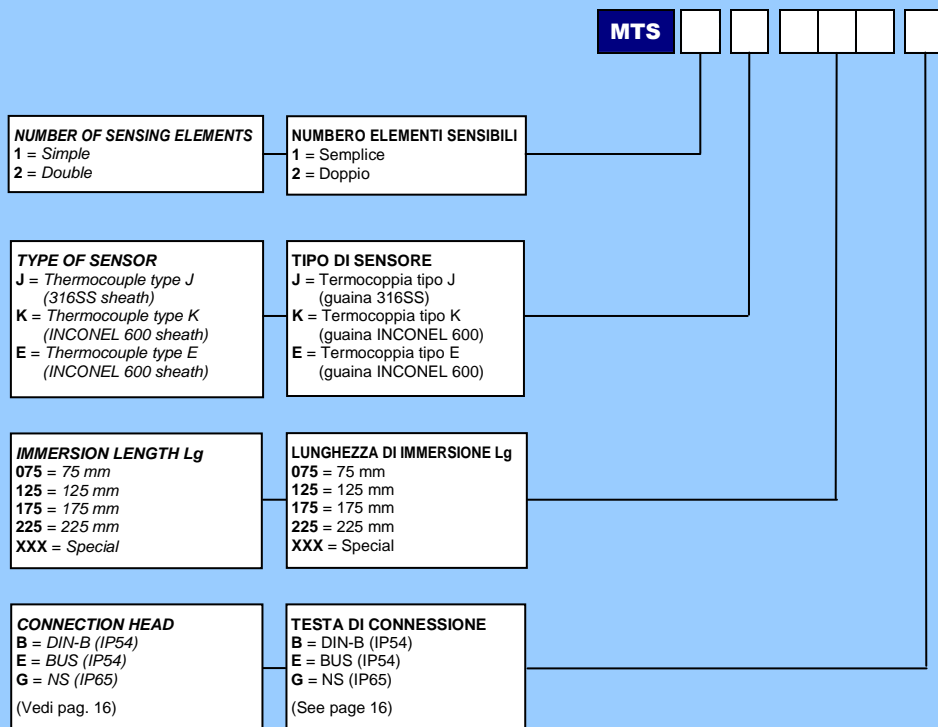 MTS
NUMBER OF SENSING ELEMENTS
1 = Simple
2 = Double
NUMBERO ELEMENTI SENSIBILI
1 = Semplice
2 = Doppio
TYPE OF SENSOR
J = Thermocouple type J
(316SS sheath)
K = Thermocouple type K
(INCONEL 600 sheath)
E = Thermocouple type E
(INCONEL 600 sheath)
TIPO DI SENSORE
J = Termocoppia tipo J
(guaina 316SS)
K = Termocoppia tipo K
(guaina INCONEL 600)
E = Termocoppia tipo E
(guaina INCONEL 600)
IMMERSION LENGTH Lg
075 = 75 mm
125 = 125 mm
175 = 175 mm
225 = 225 mm
XXX = Special
LUNGHEZZA DI IMMERSIONE Lg
075 = 75 mm
125 = 125 mm
175 = 175 mm
225 = 225 mm
XXX = Special
CONNECTION HEAD
B = DIN-B (IP54)
E = BUS (IP54)
G = NS (IP65)
(Vedi pag. 16)
TESTA DI CONNESSIONE
B = DIN-B (IP54)
E = BUS (IP54)
G = NS (IP65)
(See page 16)